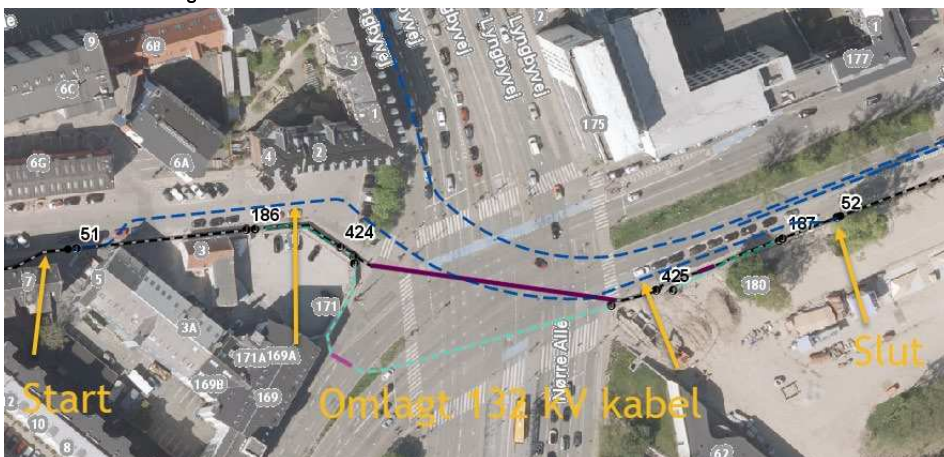 9
6B
6C
3
1
6A
4
2
6G
Lyngbyvej
Lyngbyvej
Lyngbyvej
2
1
177
175
51
186
424
3
7
5
171
3A
171A
169A
169B
169
10
8
425
187
52
180
Nørre Allé
62
Start
Omlagt 132 kV kabel
Slut